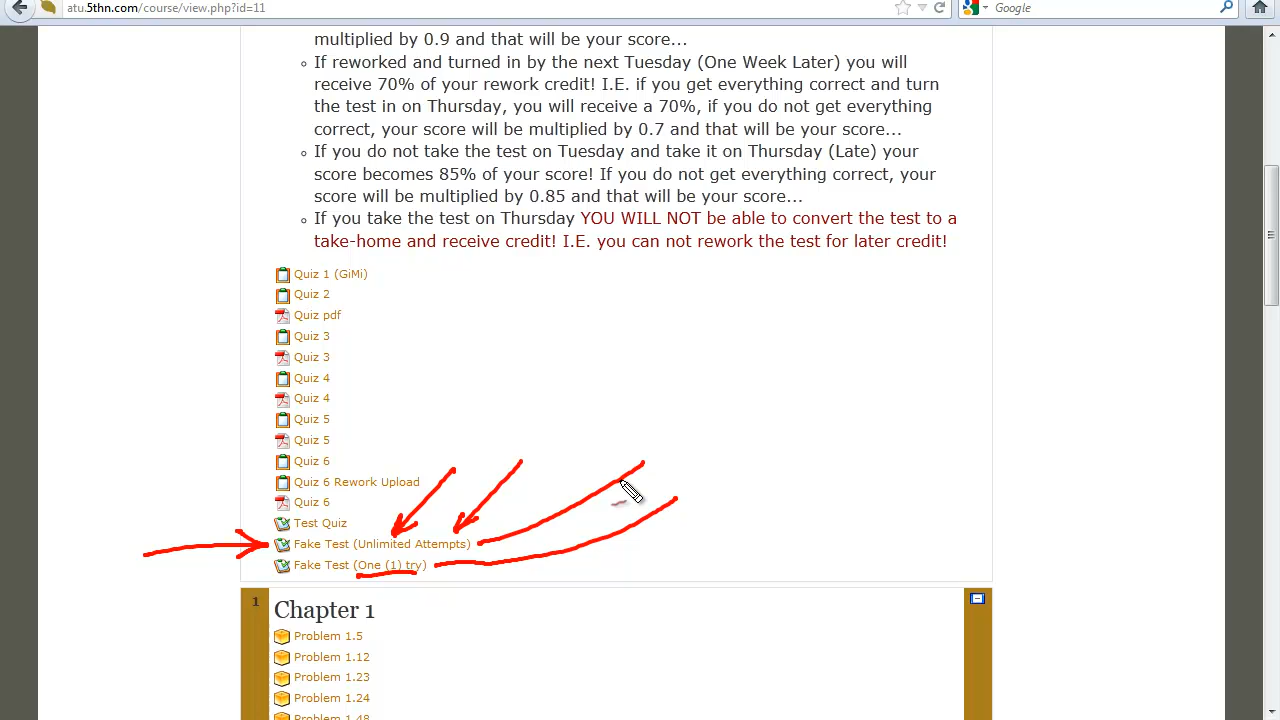 atu.5thn.com/course/view.php?id=11
Google
multiplied by 0.9 and that will be your score...
If reworked and turned in by the next Tuesday (One Week Later) you will
receive 70% of your rework credit! I.E. if you get everything correct and turn
the test in on Thursday, you will receive a 70%, if you do not get everything
correct, your score will be multiplied by 0.7 and that will be your score...
If you do not take the test on Tuesday and take it on Thursday (Late) your
score becomes 85% of your score! If you do not get everything correct, your
score will be multiplied by 0.85 and that will be your score...
If you take the test on Thursday YOU WILL NOT be able to convert the test to a
take-home and receive credit! I.E. you can not rework the test for later credit!
Quiz 1 (GiMi)
Quiz 2
Quiz pdf
Quiz 3
Quiz 3
Quiz 4
Quiz 4
Quiz 5
Quiz 5
Quiz 6
Quiz 6 Rework Upload
Quiz 6
Test Quiz
Fake Test (Unlimited Attempts)
Fake Test (One (1) try)
1
Chapter 1
Problem 1.5
Problem 1.12
Problem 1.23
Problem 1.24
Problem 1.48